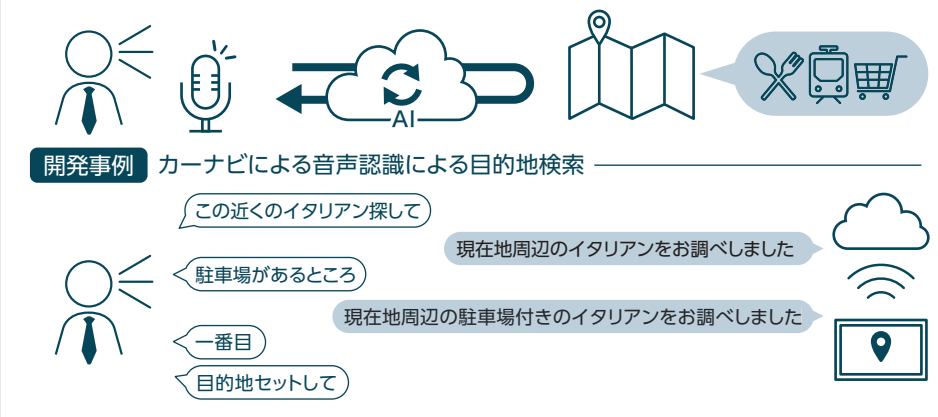 AI
開発事例 カーナビによる音声認識による目的地検索
この近くのイタリアン探して
現在地周辺のイタリアンをお調べしました
駐車場があるところ
現在地周辺の駐車場付きのイタリアンをお調べしました
一番目
目的地セットして